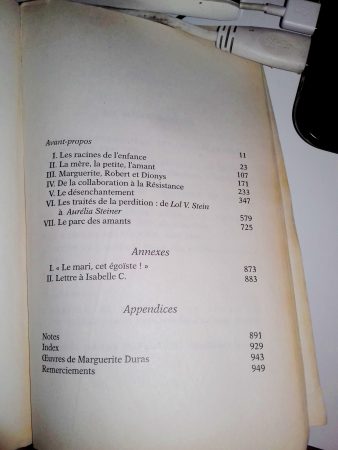 Avant-propos
I. Les racines de l'enfance 11
II. La mère, la petite, l'amant 23
III. Marguerite, Robert et Dionys 107
IV. De la collaboration à la Résistance 171
V. Le désenchantement 233
VI. Les traités de la perdition : de Lol V. Stein 347
à Aurélia Steiner 579
VII. Le parc des amants 725
Annexes
I. « Le mari, cet égoïste ! » 873
II. Lettre à Isabelle C. 883
Appendices
Notes 891
Index 929
Œuvres de Marguerite Duras 943
Remerciements 949